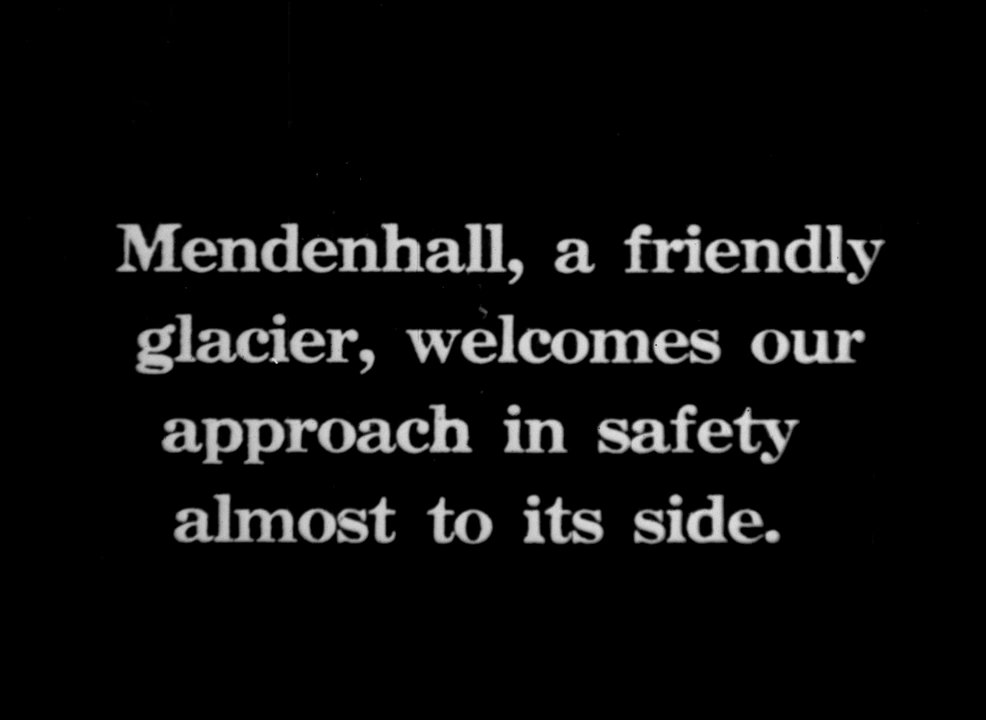 Mendenhall, a friendly
glacier, welcomes our
approach in safety
almost to its side.